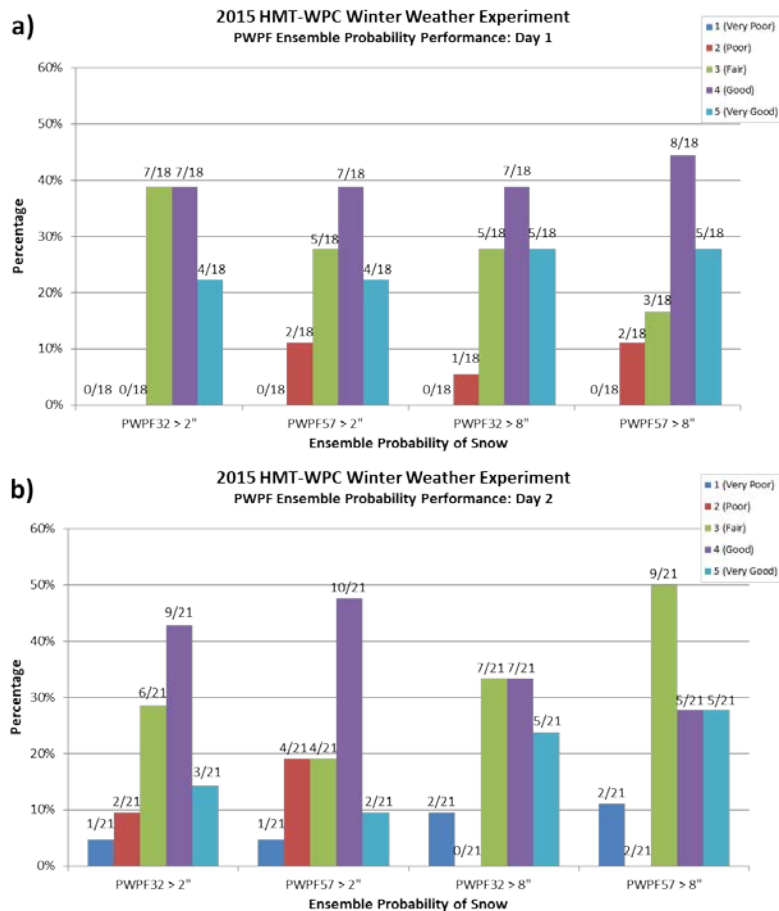 a)
2015 HMT-WPC Winter Weather Experiment
PWPF Ensemble Probability Performance: Day 1
1 (Very Poor)
2 (Poor)
3 (Fair)
4 (Good)
5 (Very Good)
60%
50%
40%
30%
20%
10%
0%
Percentage
0/18 0/18 7/18 7/18 4/18
0/18 2/18 5/18 7/18 4/18
0/18 1/18 5/18 7/18 5/18
0/18 2/18 3/18 8/18 5/18
PWPF32 > 2" PWPF57 > 2" PWPF32 > 8" PWPF57 > 8"
Ensemble Probability of Snow
b)
2015 HMT-WPC Winter Weather Experiment
PWPF Ensemble Probability Performance: Day 2
1 (Very Poor)
2 (Poor)
3 (Fair)
4 (Good)
5 (Very Good)
60%
50%
40%
30%
20%
10%
0%
Percentage
1/21 2/21 6/21 9/21 3/21
1/21 4/21 4/21 10/21 2/21
2/21 0/21 7/21 7/21 5/21
2/21 2/21 9/21 5/21 5/21
PWPF32 > 2" PWPF57 > 2" PWPF32 > 8" PWPF57 > 8"
Ensemble Probability of Snow